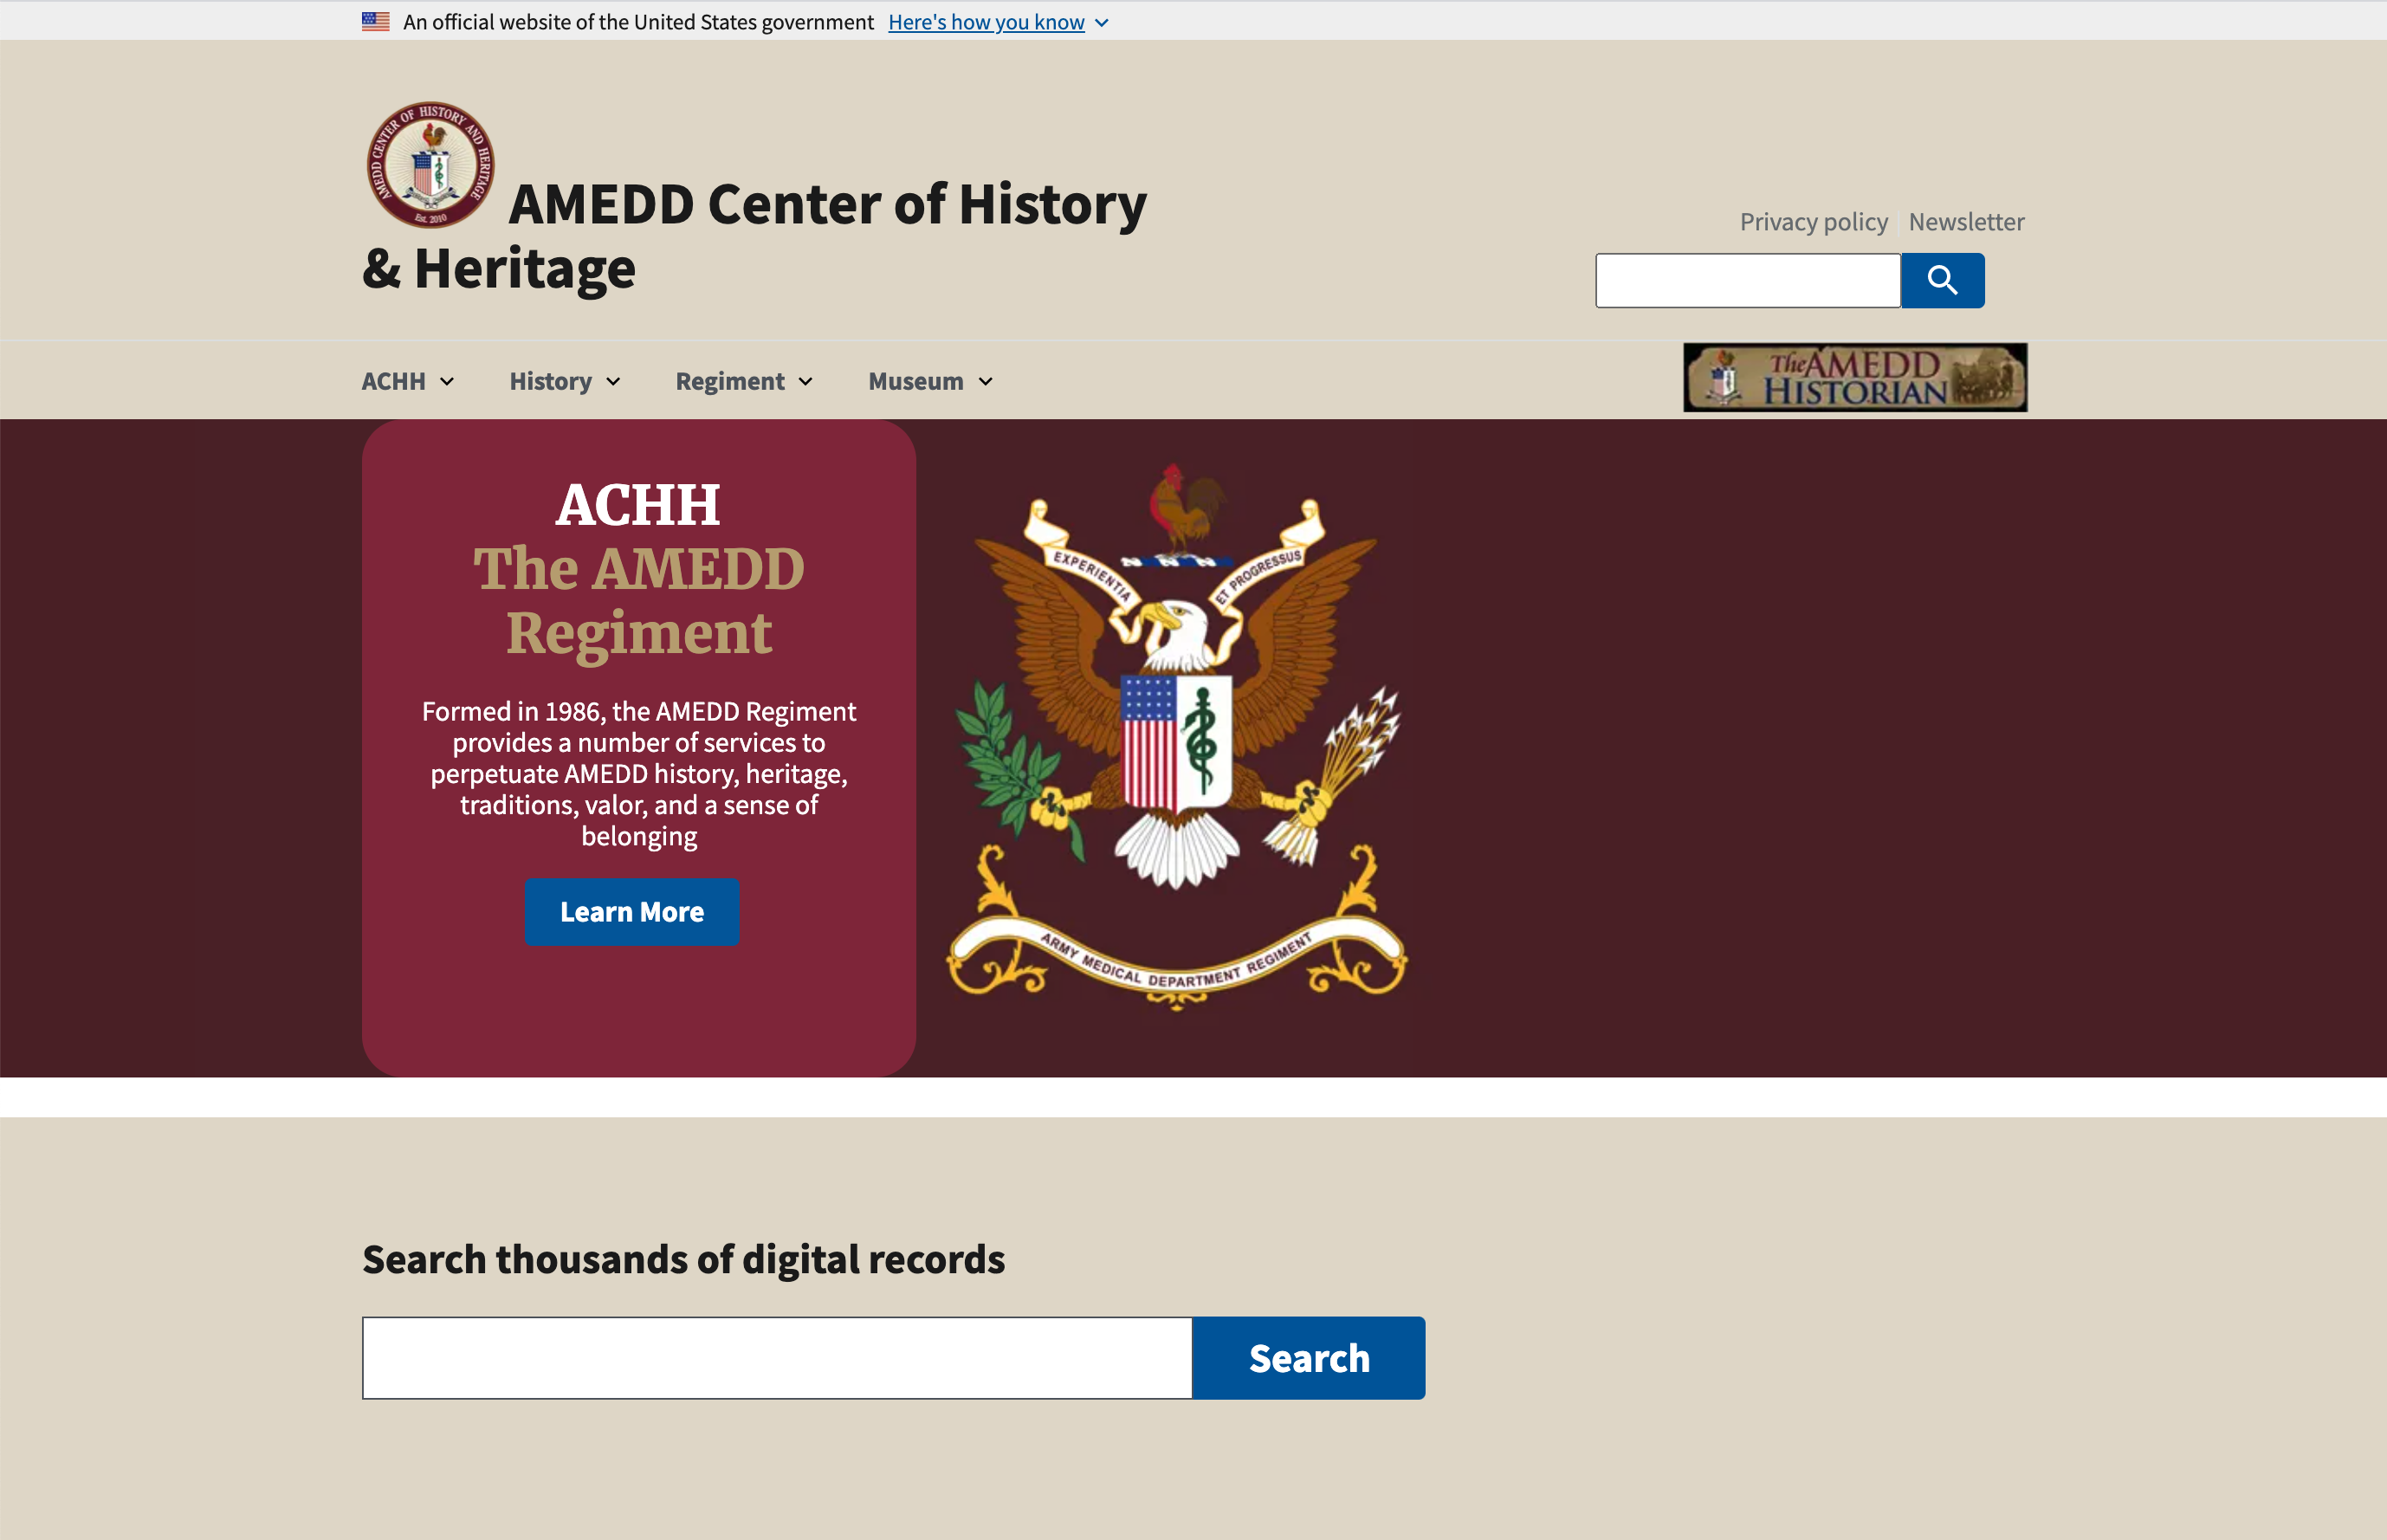 An official website of the United States government Here's how you know
AMEDD CENTER OF HISTORY AND HERITAGE
Est. 2010
AMEDD Center of History
& Heritage
Privacy policy Newsletter
ACHH History Regiment Museum
The AMEDD
HISTORIAN
ACHH
The AMEDD
Regiment
Formed in 1986, the AMEDD Regiment
provides a number of services to
perpetuate AMEDD history, heritage,
traditions, valor, and a sense of
belonging
Learn More
EXPERIENTIA ET PROGRESSUS
ARMY MEDICAL DEPARTMENT REGIMENT
Search thousands of digital records
Search